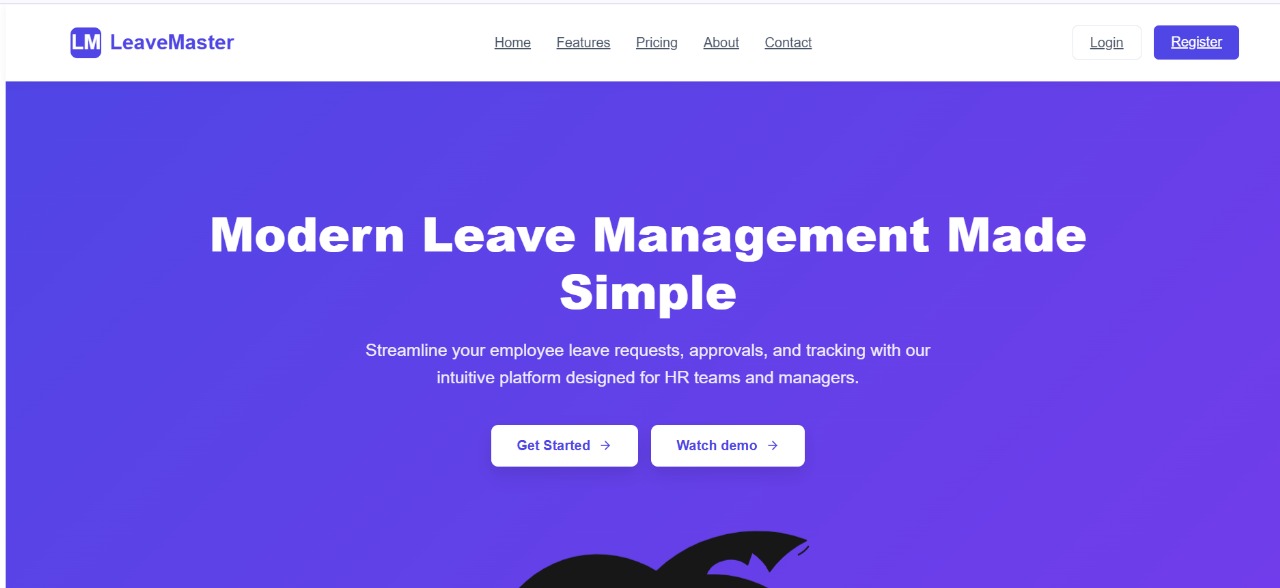 LM LeaveMaster
Home Features Pricing About Contact
Login Register
Modern Leave Management Made
Simple
Streamline your employee leave requests, approvals, and tracking with our
intuitive platform designed for HR teams and managers.
Get Started → Watch demo →